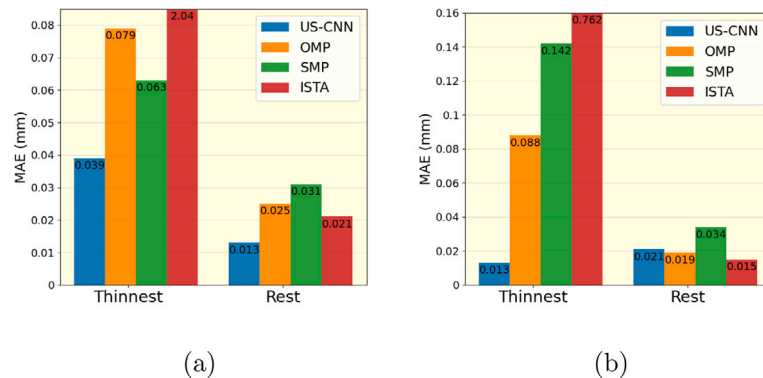 0.08
0.07
0.06
0.05
0.04
0.03
0.02
0.01
0
MAE (mm)
0.039
0.079
0.063
2.04
0.013
0.025
0.031
0.021
US-CNN
OMP
SMP
ISTA
Thinnest
Rest
(a)
0.16
0.14
0.12
0.1
0.08
0.06
0.04
0.02
0
MAE (mm)
0.013
0.088
0.142
0.762
0.021
0.019
0.034
0.015
US-CNN
OMP
SMP
ISTA
Thinnest
Rest
(b)